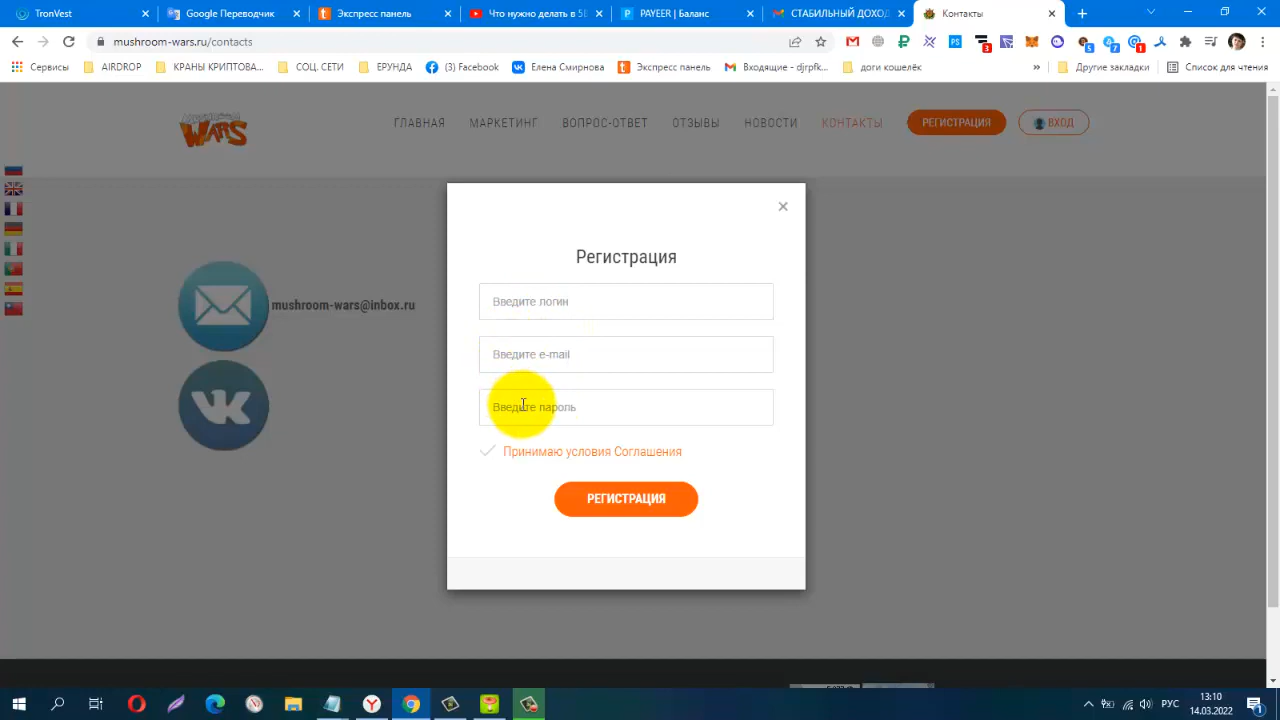 TronVest
Google Переводчик
Экспресс панель
Что нужно делать в 5
PAYEER | Баланс
СТАБИЛЬНЫЙ ДОХОД
Контакты
mushroom-wars.ru/contacts
Сервисы
AIRDROP
КРАНЫ КРИПТОВА...
СОЦ. СЕТИ
ЕРУНДА
(3) Facebook
Елена Смирнова
Экспресс панель
Входящие - djrpfk...
доги кошелёк
»
Другие закладки
Список для чтения
MUSHROOM
WARS
ГЛАВНАЯ
МАРКЕТИНГ
ВОПРОС-ОТВЕТ
ОТЗЫВЫ
НОВОСТИ
КОНТАКТЫ
РЕГИСТРАЦИЯ
ВХОД
mushroom-wars@inbox.ru
Регистрация
Введите логин
Введите e-mail
Введите пароль
Принимаю условия Соглашения
РЕГИСТРАЦИЯ
РУС
13:10
14.03.2022